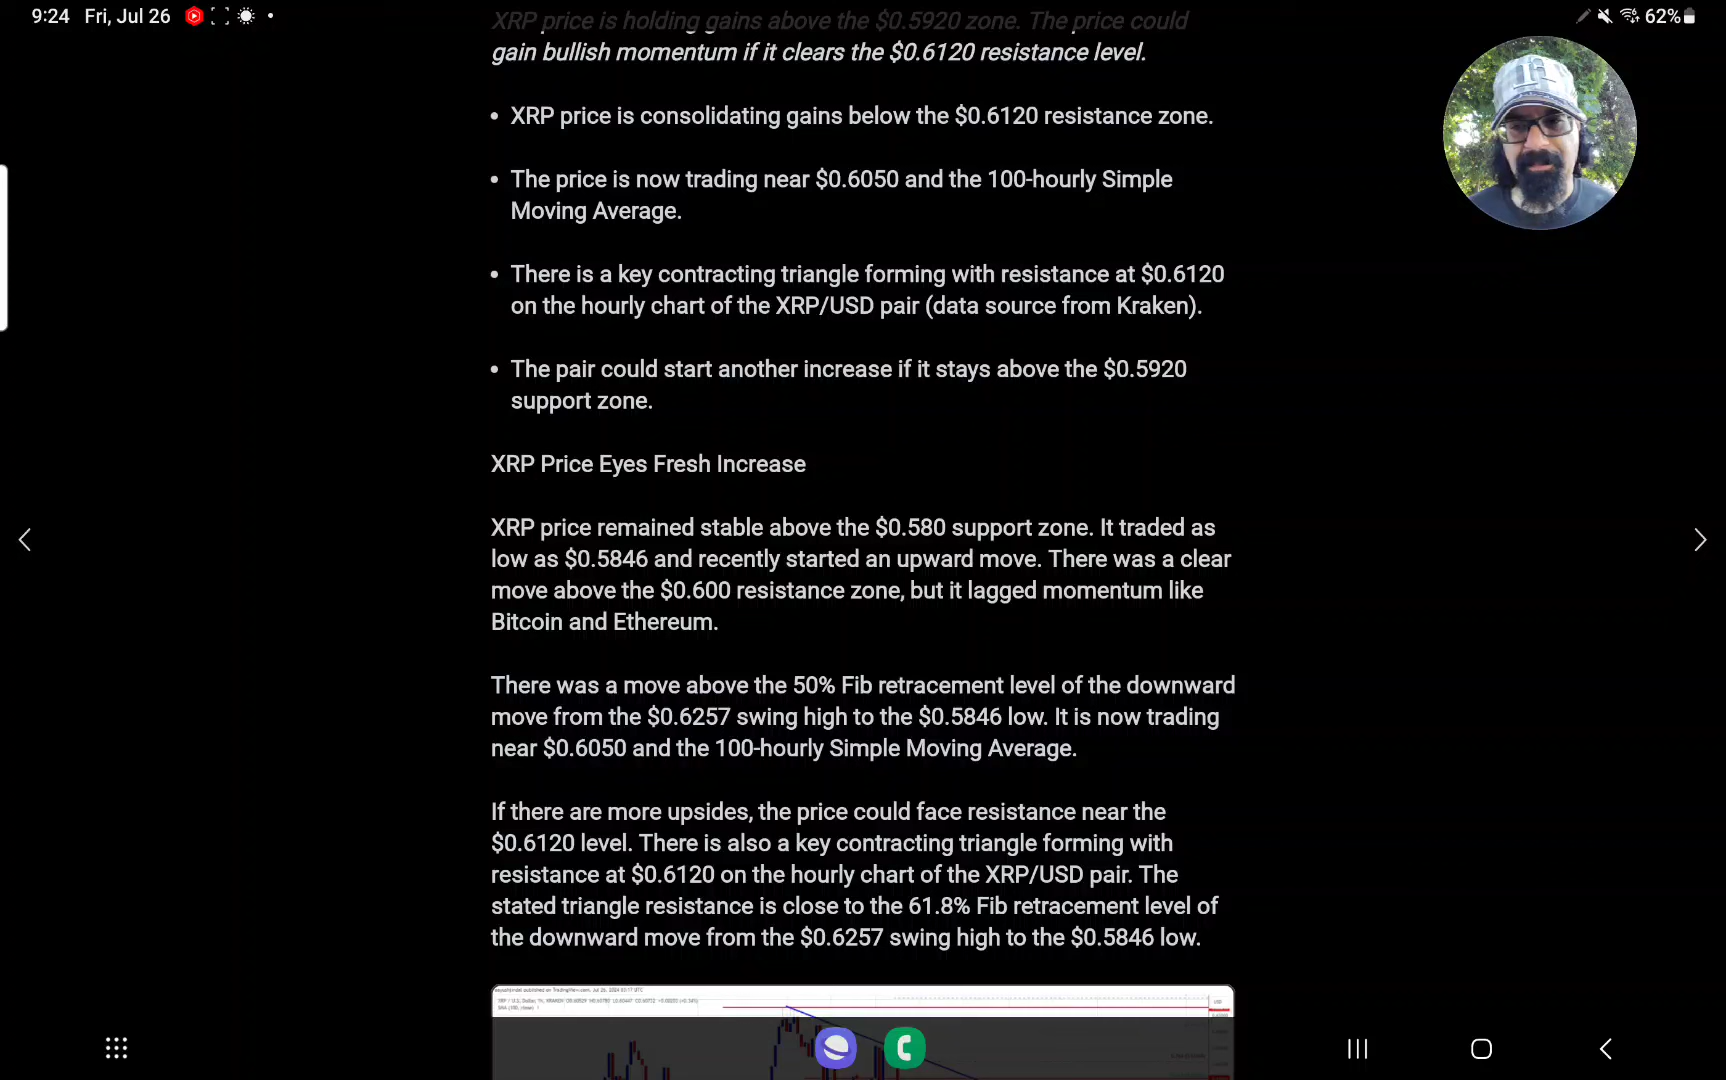 9:24 Fri, Jul 26
62%
XRP price is holding gains above the $0.5920 zone. The price could
gain bullish momentum if it clears the $0.6120 resistance level.
• XRP price is consolidating gains below the $0.6120 resistance zone.
• The price is now trading near $0.6050 and the 100-hourly Simple
Moving Average.
• There is a key contracting triangle forming with resistance at $0.6120
on the hourly chart of the XRP/USD pair (data source from Kraken).
• The pair could start another increase if it stays above the $0.5920
support zone.
XRP Price Eyes Fresh Increase
XRP price remained stable above the $0.580 support zone. It traded as
low as $0.5846 and recently started an upward move. There was a clear
move above the $0.600 resistance zone, but it lagged momentum like
Bitcoin and Ethereum.
There was a move above the 50% Fib retracement level of the downward
move from the $0.6257 swing high to the $0.5846 low. It is now trading
near $0.6050 and the 100-hourly Simple Moving Average.
If there are more upsides, the price could face resistance near the
$0.6120 level. There is also a key contracting triangle forming with
resistance at $0.6120 on the hourly chart of the XRP/USD pair. The
stated triangle resistance is close to the 61.8% Fib retracement level of
the downward move from the $0.6257 swing high to the $0.5846 low.